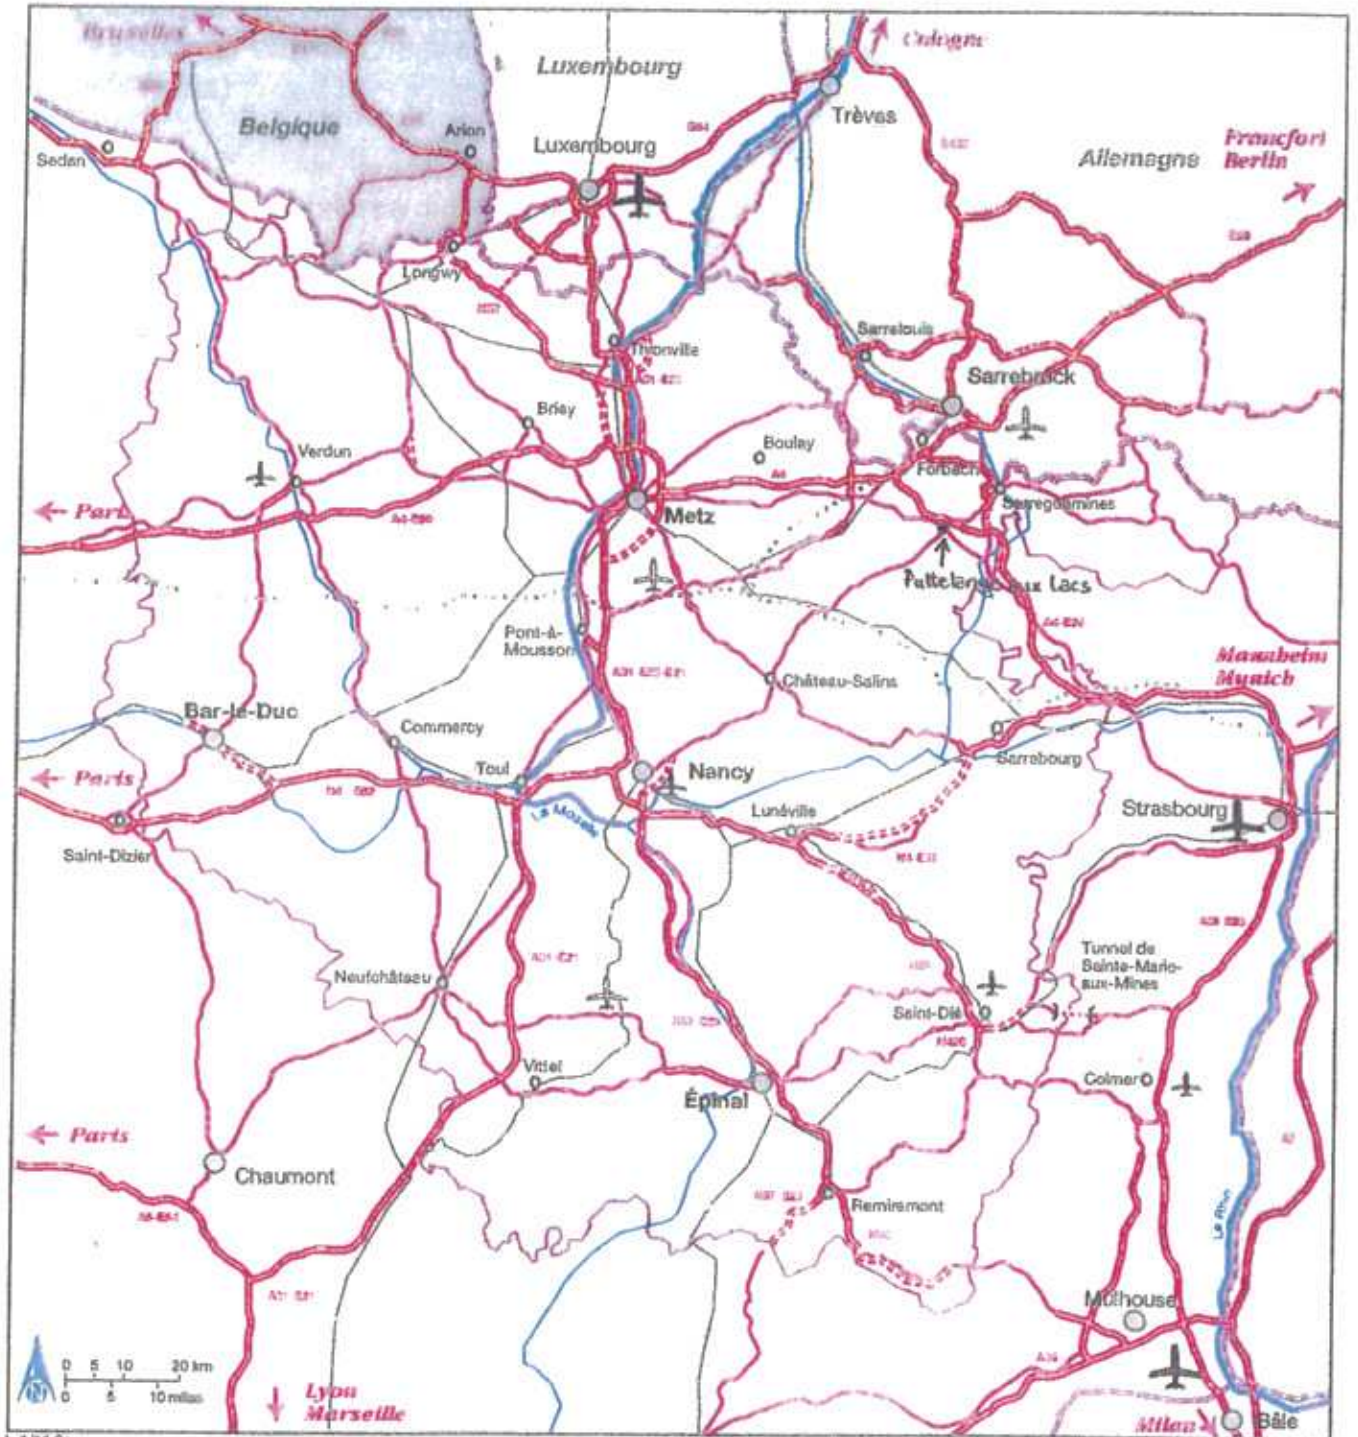 Bruxelles
Luxembourg
Cologne
Belgique
Arlon
Luxembourg
Trèves
Allemagne
Francfort
Berlin
Sedan
Longwy
Thionville
Sarrelouis
Sarrebruck
Briey
Boulay
Verdun
Forbach
Sarreguemines
Paris
Metz
A4
Puttelange aux Lacs
Pont-à-
Mousson
Château-Salins
Mannheim
Munich
Bar-le-Duc
Commercy
Toul
Paris
Nancy
Sarrebourg
La Moselle
Lunéville
Strasbourg
Saint-Dizier
Neufchâteau
Tunnel de
Sainte-Marie-
aux-Mines
Saint-Dié
Vittel
Colmar
Épinal
Paris
Chaumont
Remiremont
Le Rhin
Mulhouse
0 5 10 20 km
0 5 10 miles
N
Lyon
Marseille
Milan
Bâle